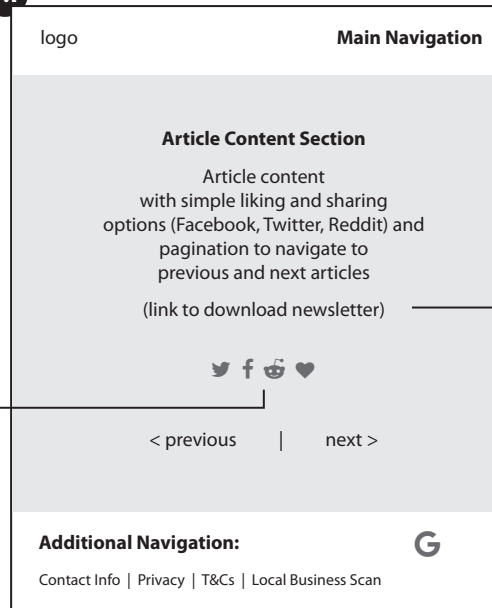 logo Main Navigation
Article Content Section
Article content
with simple liking and sharing
options (Facebook, Twitter, Reddit) and
pagination to navigate to
previous and next articles
(link to download newsletter)
< previous | next >
Additional Navigation:
Contact Info | Privacy | T&Cs | Local Business Scan